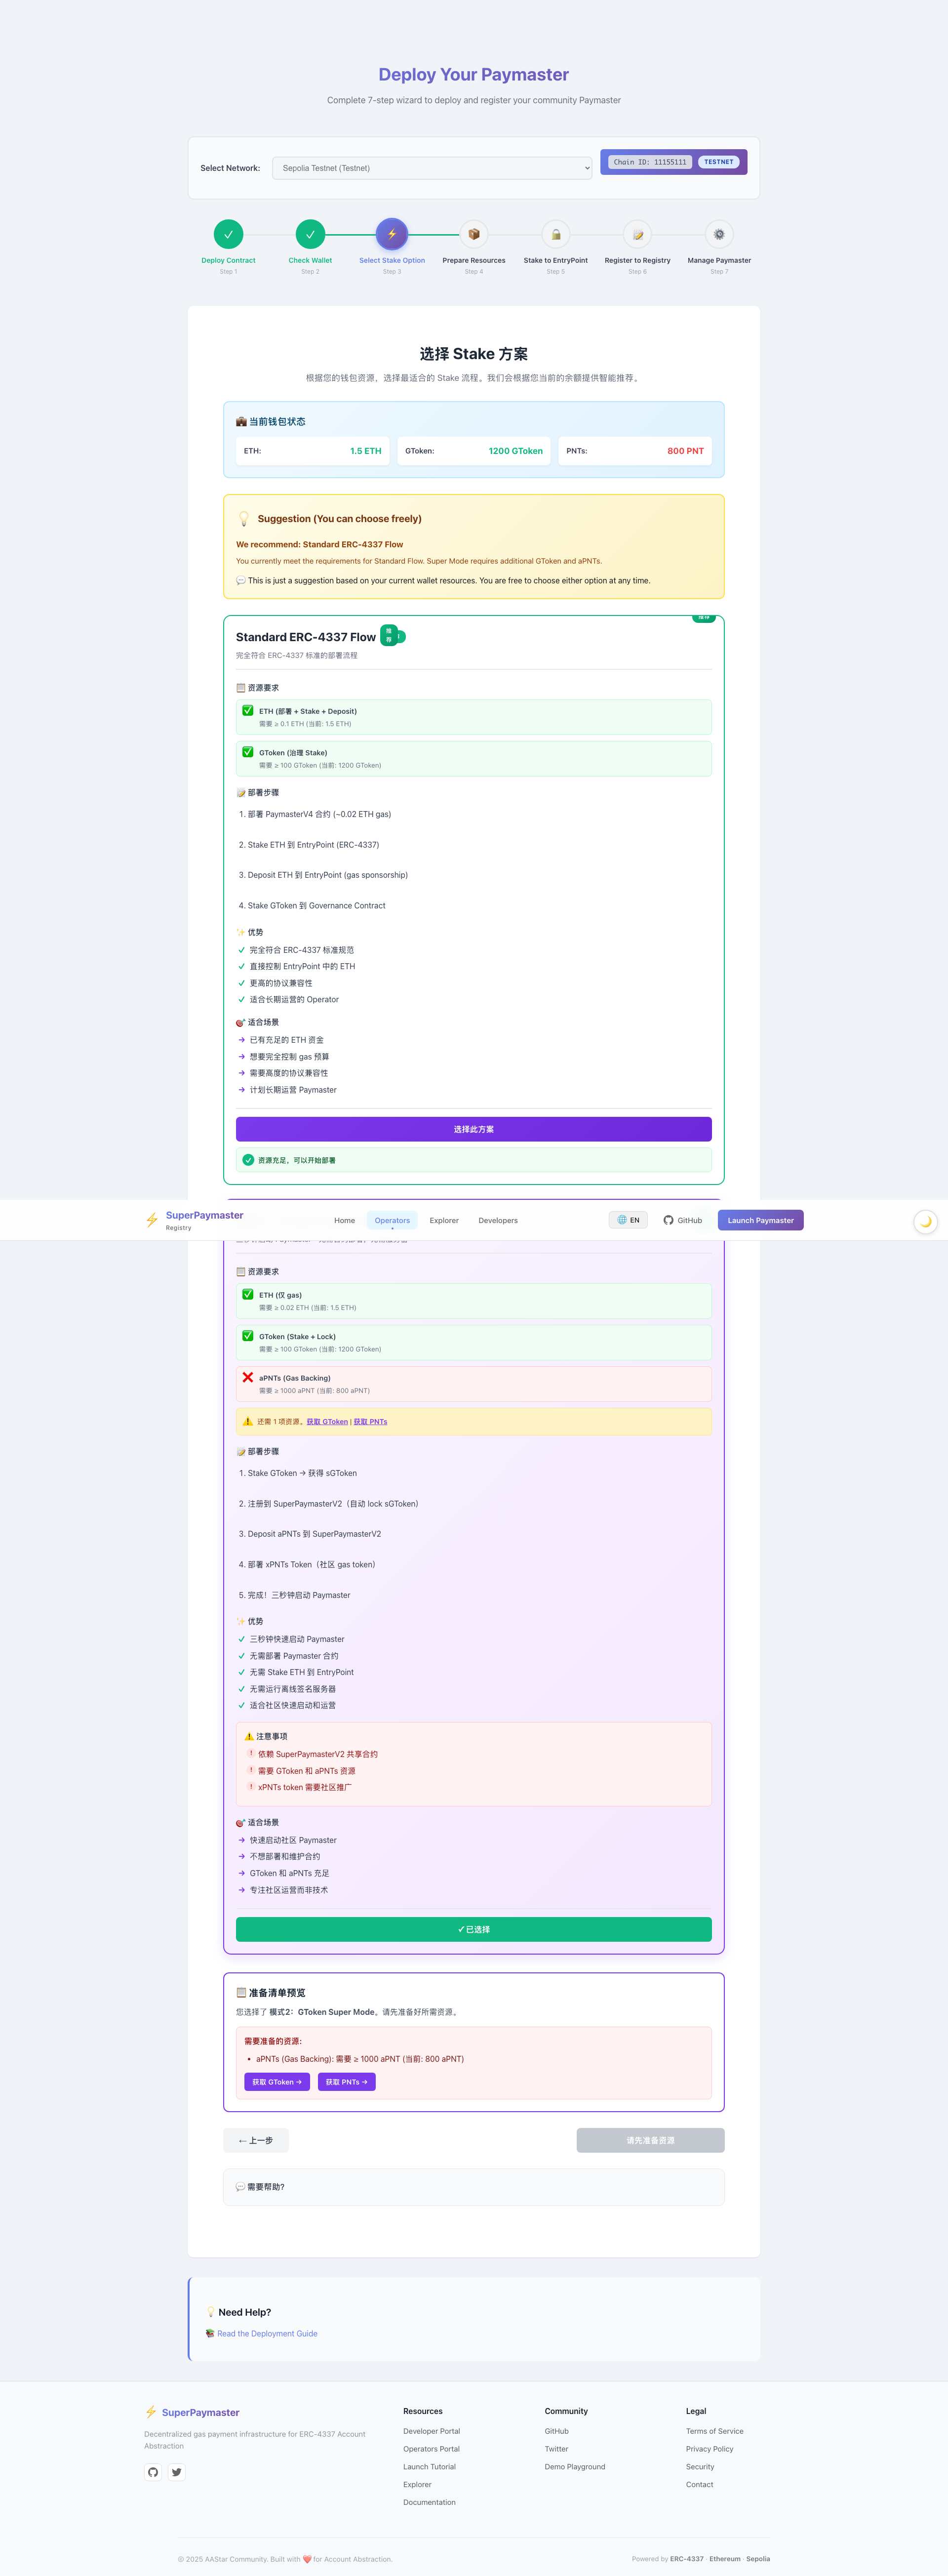 Deploy Your Paymaster
Complete 7-step wizard to deploy and register your community Paymaster
Select Network:
Sepolia Testnet (Testnet)
Chain ID: 11155111
TESTNET
Deploy Contract
Step 1
Check Wallet
Step 2
Select Stake Option
Step 3
Prepare Resources
Step 4
Stake to EntryPoint
Step 5
Register to Registry
Step 6
Manage Paymaster
Step 7
选择 Stake 方案
根据您的钱包资源，选择最适合的 Stake 流程。我们会根据您当前的余额提供智能推荐。
💼 当前钱包状态
ETH:
1.5 ETH
GToken:
1200 GToken
PNTs:
800 PNT
💡 Suggestion (You can choose freely)
We recommend: Standard ERC-4337 Flow
You currently meet the requirements for Standard Flow. Super Mode requires additional GToken and aPNTs.
💬 This is just a suggestion based on your current wallet resources. You are free to choose either option at any time.
推荐
Standard ERC-4337 Flow
推荐
完全符合 ERC-4337 标准的部署流程
📋 资源要求
✅ ETH (部署 + Stake + Deposit)
需要 ≥ 0.1 ETH (当前: 1.5 ETH)
✅ GToken (治理 Stake)
需要 ≥ 100 GToken (当前: 1200 GToken)
📝 部署步骤
1. 部署 PaymasterV4 合约 (~0.02 ETH gas)
2. Stake ETH 到 EntryPoint (ERC-4337)
3. Deposit ETH 到 EntryPoint (gas sponsorship)
4. Stake GToken 到 Governance Contract
✨ 优势
✓ 完全符合 ERC-4337 标准规范
✓ 直接控制 EntryPoint 中的 ETH
✓ 更高的协议兼容性
✓ 适合长期运营的 Operator
🎯 适合场景
→ 已有充足的 ETH 资金
→ 想要完全控制 gas 预算
→ 需要高度的协议兼容性
→ 计划长期运营 Paymaster
选择此方案
✓ 资源充足，可以开始部署
⚡ SuperPaymaster
Registry
Home
Operators
Explorer
Developers
🌐 EN
GitHub
Launch Paymaster
🌙
📋 资源要求
✅ ETH (仅 gas)
需要 ≥ 0.02 ETH (当前: 1.5 ETH)
✅ GToken (Stake + Lock)
需要 ≥ 100 GToken (当前: 1200 GToken)
❌ aPNTs (Gas Backing)
需要 ≥ 1000 aPNT (当前: 800 aPNT)
⚠️ 还需 1 项资源。获取 GToken | 获取 PNTs
📝 部署步骤
1. Stake GToken → 获得 sGToken
2. 注册到 SuperPaymasterV2（自动 lock sGToken）
3. Deposit aPNTs 到 SuperPaymasterV2
4. 部署 xPNTs Token（社区 gas token）
5. 完成！三秒钟启动 Paymaster
✨ 优势
✓ 三秒钟快速启动 Paymaster
✓ 无需部署 Paymaster 合约
✓ 无需 Stake ETH 到 EntryPoint
✓ 无需运行离线签名服务器
✓ 适合社区快速启动和运营
⚠️ 注意事项
! 依赖 SuperPaymasterV2 共享合约
! 需要 GToken 和 aPNTs 资源
! xPNTs token 需要社区推广
🎯 适合场景
→ 快速启动社区 Paymaster
→ 不想部署和维护合约
→ GToken 和 aPNTs 充足
→ 专注社区运营而非技术
✓ 已选择
📋 准备清单预览
您选择了 模式2：GToken Super Mode。请先准备好所需资源。
需要准备的资源：
• aPNTs (Gas Backing): 需要 ≥ 1000 aPNT (当前: 800 aPNT)
获取 GToken →
获取 PNTs →
← 上一步
请先准备资源
💬 需要帮助?
💡 Need Help?
📚 Read the Deployment Guide
⚡ SuperPaymaster
Decentralized gas payment infrastructure for ERC-4337 Account
Abstraction
Resources
Developer Portal
Operators Portal
Launch Tutorial
Explorer
Documentation
Community
GitHub
Twitter
Demo Playground
Legal
Terms of Service
Privacy Policy
Security
Contact
© 2025 AAStar Community. Built with ❤️ for Account Abstraction.
Powered by ERC-4337 · Ethereum · Sepolia